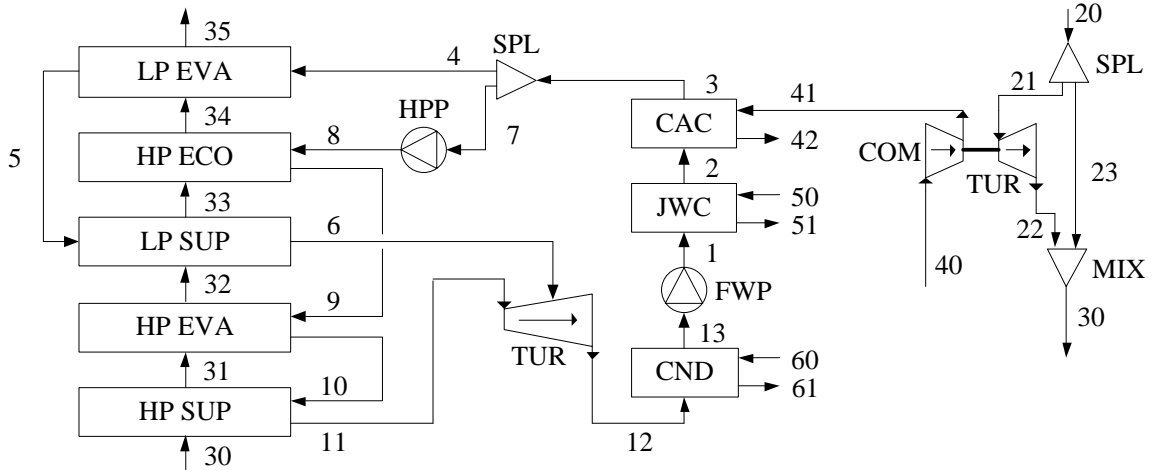 35
20
LP EVA
4
SPL
SPL
21
3
41
34
HPP
CAC
42
5
HP ECO
8
7
COM
TUR
23
2
33
50
JWC
51
LP SUP
6
22
1
40
MIX
32
FWP
9
HP EVA
30
13
TUR
60
31
10
CND
61
HP SUP
11
12
30